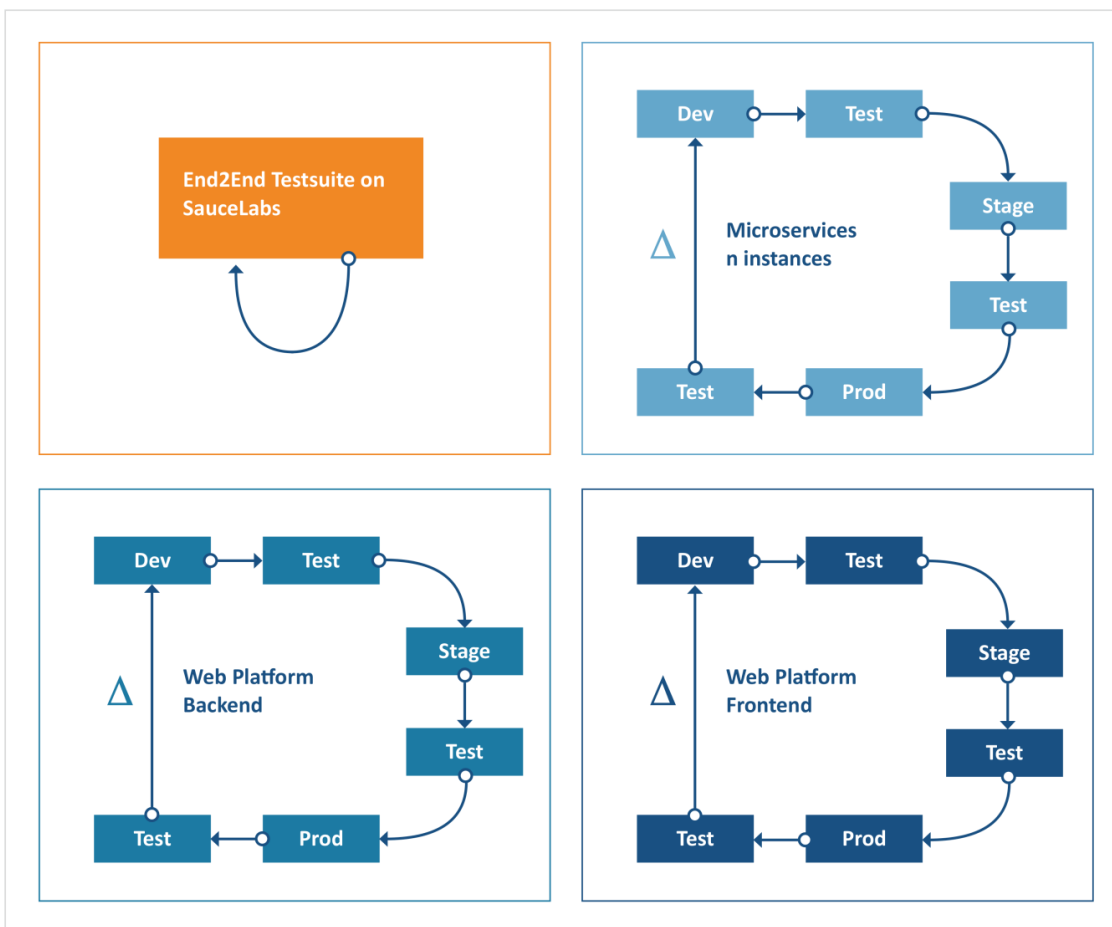 End2End Testsuite on
SauceLabs
Dev
Test
Stage
Δ
Microservices
n instances
Test
Test
Prod
Dev
Test
Stage
Δ
Web Platform
Backend
Test
Test
Prod
Dev
Test
Stage
Δ
Web Platform
Frontend
Test
Test
Prod